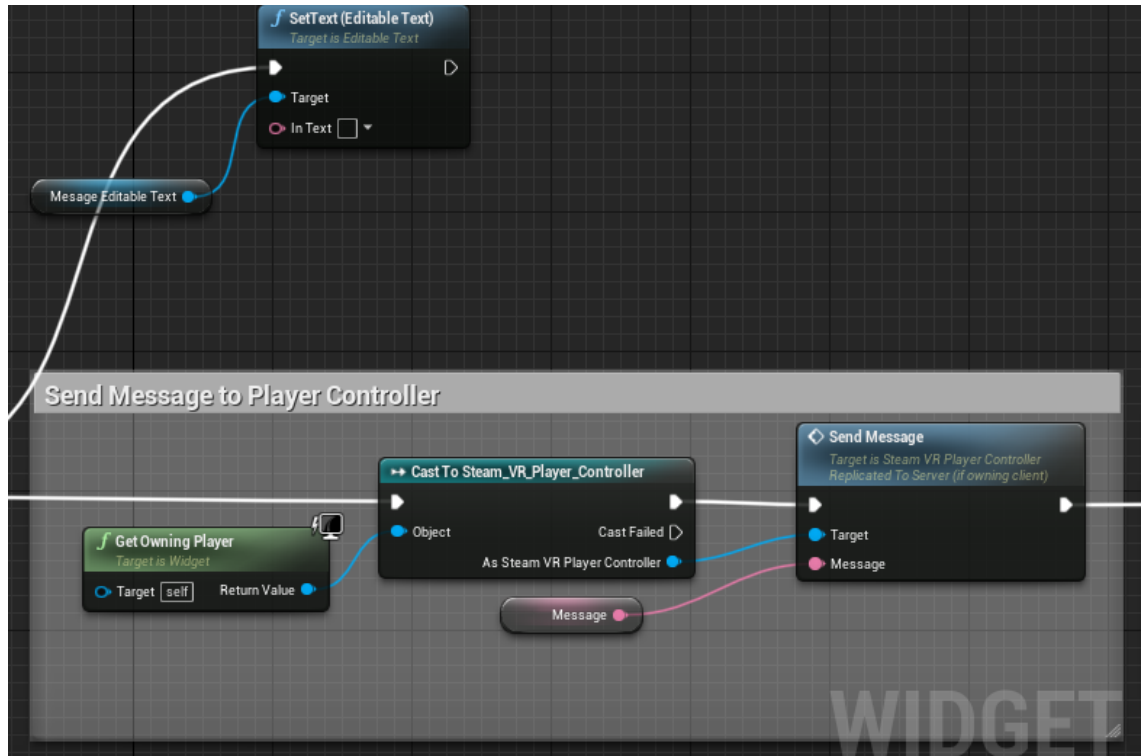 SetText (Editable Text)
Target is Editable Text
Target
In Text
Mesage Editable Text
Send Message to Player Controller
Cast To Steam_VR_Player_Controller
Object
Cast Failed
As Steam VR Player Controller
Get Owning Player
Target is Widget
Target self Return Value
Message
Send Message
Target is Steam VR Player Controller
Replicated To Server (if owning client)
Target
Message
WIDGET